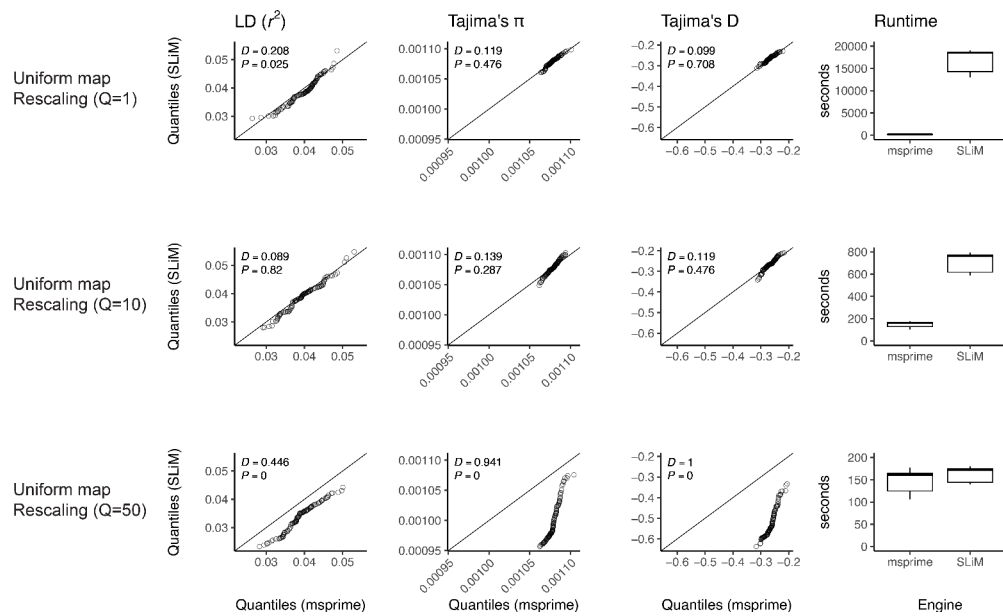 LD (r²)
Tajima's π
Tajima's D
Runtime
Uniform map
Rescaling (Q=1)
Quantiles (SLiM)
0.05
0.04
0.03
D = 0.208
P = 0.025
0.03
0.04
0.05
0.00110
0.00105
0.00100
0.00095
D = 0.119
P = 0.476
0.00095
0.00100
0.00105
0.00110
−0.2
−0.3
−0.4
−0.5
−0.6
D = 0.099
P = 0.708
−0.6
−0.5
−0.4
−0.3
−0.2
seconds
20000
15000
10000
5000
0
msprime
SLiM
Uniform map
Rescaling (Q=10)
Quantiles (SLiM)
0.05
0.04
0.03
D = 0.089
P = 0.82
0.03
0.04
0.05
0.00110
0.00105
0.00100
0.00095
D = 0.139
P = 0.287
0.00095
0.00100
0.00105
0.00110
−0.2
−0.3
−0.4
−0.5
−0.6
D = 0.119
P = 0.476
−0.6
−0.5
−0.4
−0.3
−0.2
seconds
800
600
400
200
0
msprime
SLiM
Uniform map
Rescaling (Q=50)
Quantiles (SLiM)
0.05
0.04
0.03
D = 0.446
P = 0
0.03
0.04
0.05
0.00110
0.00105
0.00100
0.00095
D = 0.941
P = 0
0.00095
0.00100
0.00105
0.00110
−0.2
−0.3
−0.4
−0.5
−0.6
D = 1
P = 0
−0.6
−0.5
−0.4
−0.3
−0.2
seconds
200
150
100
50
0
msprime
SLiM
Quantiles (msprime)
Quantiles (msprime)
Quantiles (msprime)
Engine